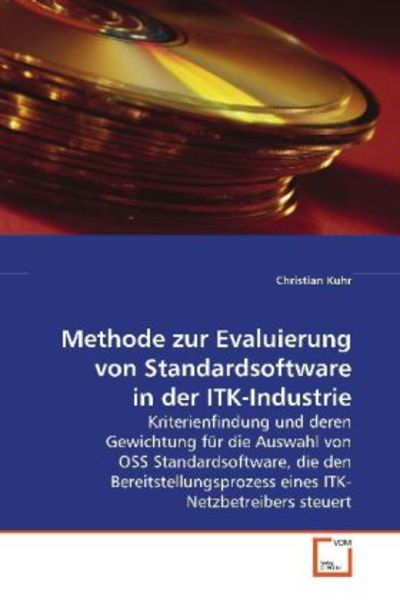 Christian Kuhr
Methode zur Evaluierung
von Standardsoftware
in der ITK-Industrie
Kriterienfindung und deren
Gewichtung für die Auswahl von
OSS Standardsoftware, die den
Bereitstellungsprozess eines ITK-
Netzbetreibers steuert
VDM